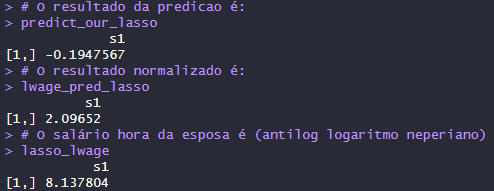 > # O resultado da predicao é:
> predict_our_lasso
s1
[1,] -0.1947567
> # O resultado normalizado é:
> lwage_pred_lasso
s1
[1,] 2.09652
> # O salário hora da esposa é (antilog logaritmo neperiano)
> lasso_lwage
s1
[1,] 8.137804